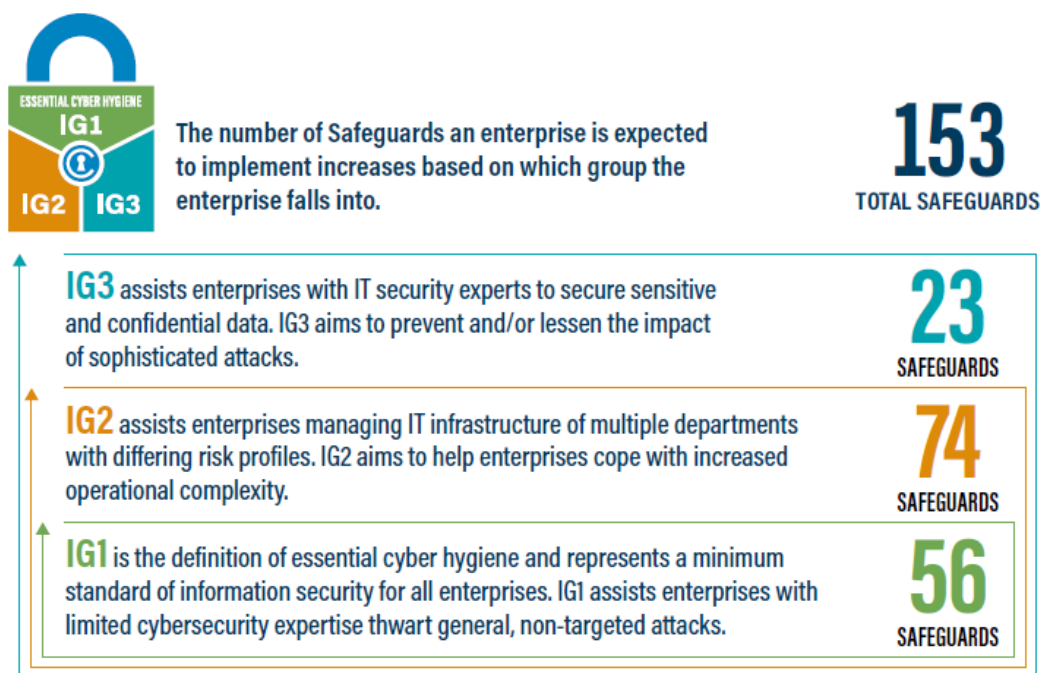 ESSENTIAL CYBER HYGIENE
IG1
IG2 IG3
The number of Safeguards an enterprise is expected
to implement increases based on which group the
enterprise falls into.
153
TOTAL SAFEGUARDS
IG3 assists enterprises with IT security experts to secure sensitive
and confidential data. IG3 aims to prevent and/or lessen the impact
of sophisticated attacks.
23
SAFEGUARDS
IG2 assists enterprises managing IT infrastructure of multiple departments
with differing risk profiles. IG2 aims to help enterprises cope with increased
operational complexity.
74
SAFEGUARDS
IG1 is the definition of essential cyber hygiene and represents a minimum
standard of information security for all enterprises. IG1 assists enterprises with
limited cybersecurity expertise thwart general, non-targeted attacks.
56
SAFEGUARDS